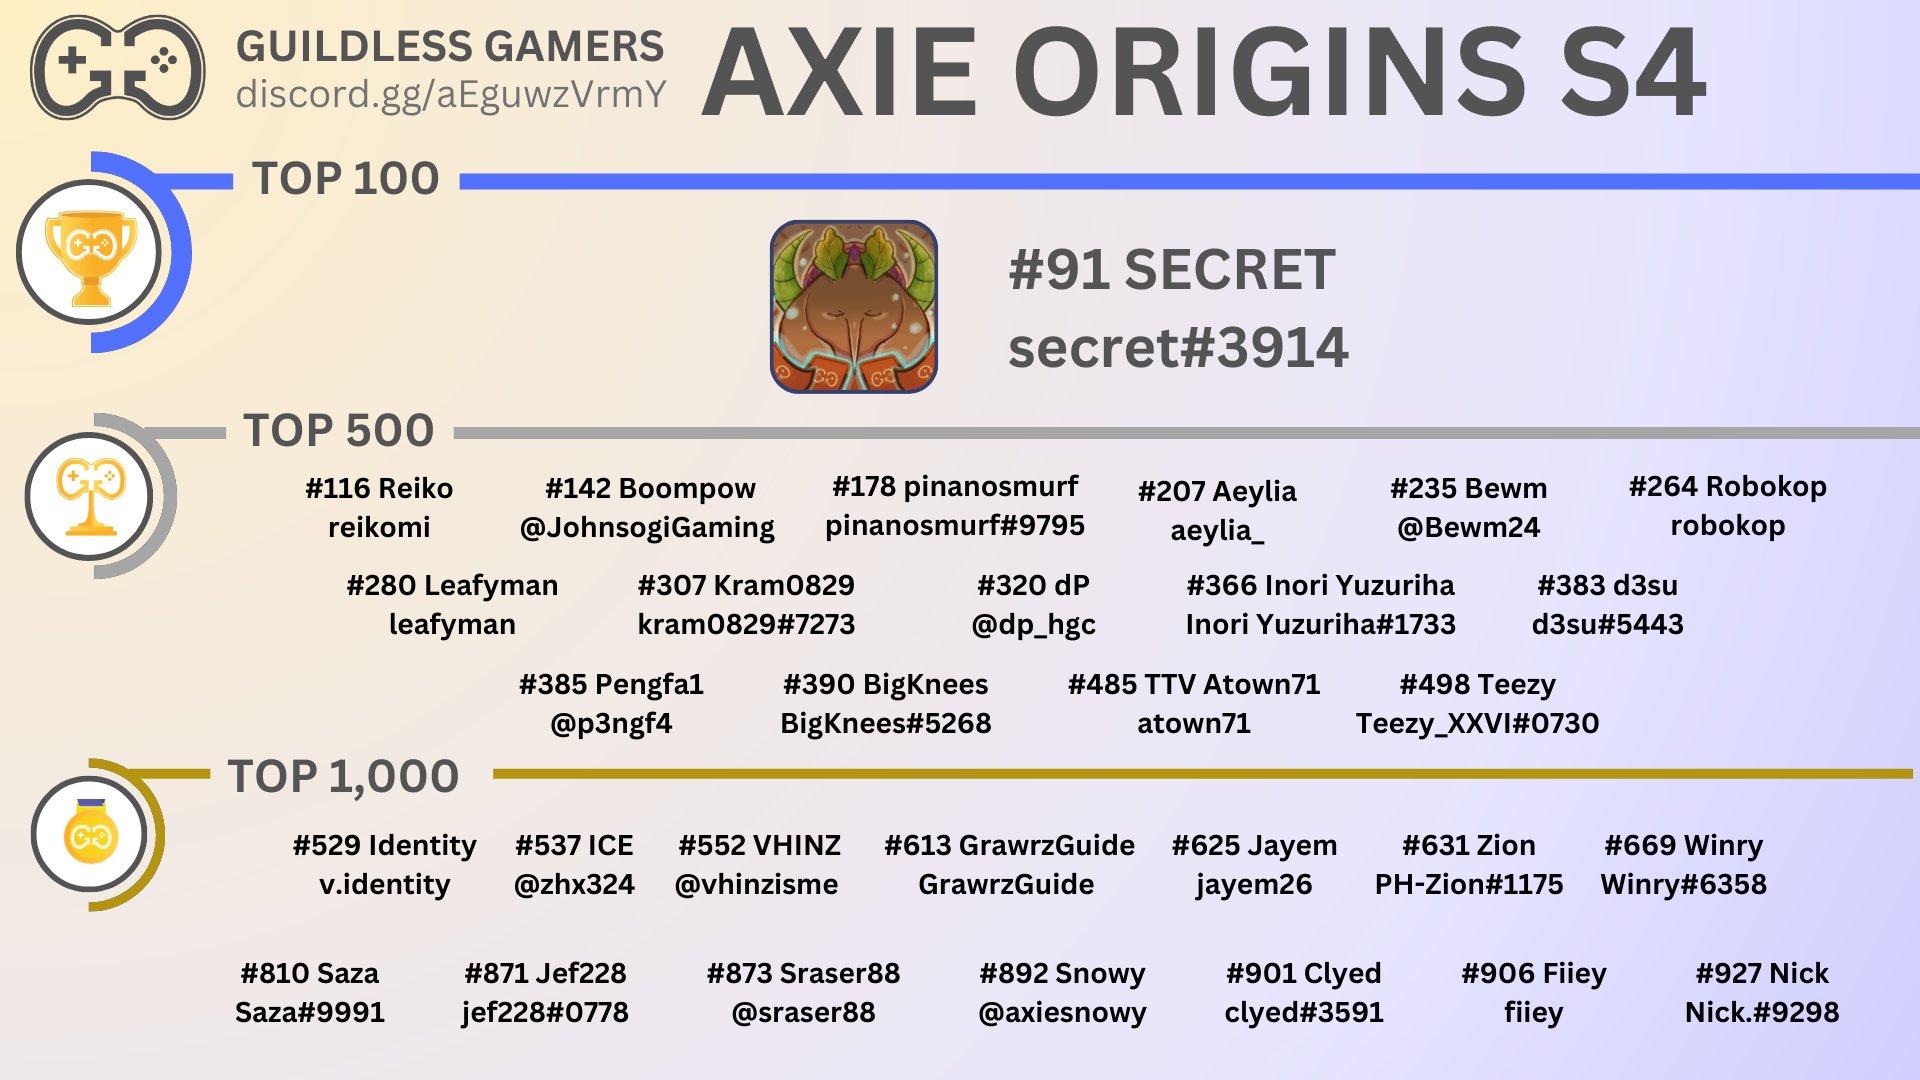 GUILDLESS GAMERS
discord.gg/aEguwzVrmY
AXIE ORIGINS S4
TOP 100
#91 SECRET
secret#3914
TOP 500
#116 Reiko
reikomi
#142 Boompow
@JohnsogiGaming
#178 pinanosmurf
pinanosmurf#9795
#207 Aeylia
aeylia_
#235 Bewm
@Bewm24
#264 Robokop
robokop
#280 Leafyman
leafyman
#307 Kram0829
kram0829#7273
#320 dP
@dp_hgc
#366 Inori Yuzuriha
Inori Yuzuriha#1733
#383 d3su
d3su#5443
#385 Pengfa1
@p3ngf4
#390 BigKnees
BigKnees#5268
#485 TTV Atown71
atown71
#498 Teezy
Teezy_XXVI#0730
TOP 1,000
#529 Identity
v.identity
#537 ICE
@zhx324
#552 VHINZ
@vhinzisme
#613 GrawrzGuide
GrawrzGuide
#625 Jayem
jayem26
#631 Zion
PH-Zion#1175
#669 Winry
Winry#6358
#810 Saza
Saza#9991
#871 Jef228
jef228#0778
#873 Sraser88
@sraser88
#892 Snowy
@axiesnowy
#901 Clyed
clyed#3591
#906 Fiiey
fiiey
#927 Nick
Nick.#9298